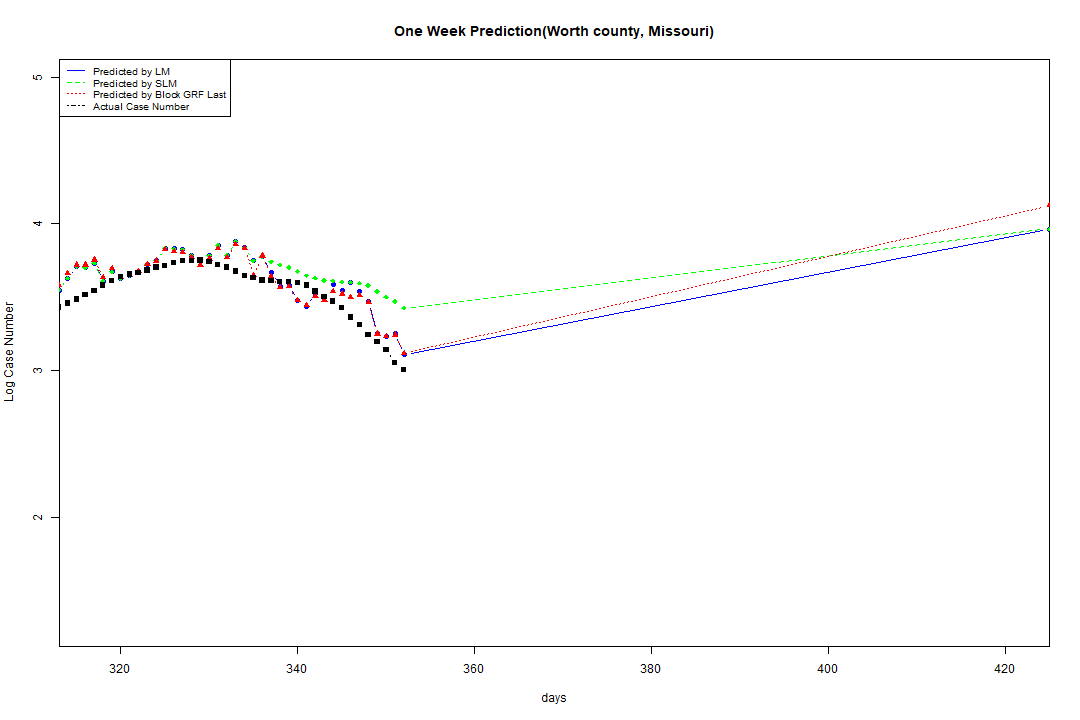 One Week Prediction(Worth county, Missouri)
Predicted by LM
Predicted by SLM
Predicted by Block GRF Last
Actual Case Number
5
4
3
2
Log Case Number
320
340
360
380
400
420
days